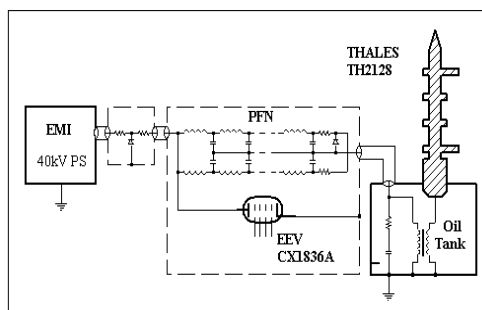 THALES
TH2128
PFN
EMI
40kV PS
EEV
CX1836A
Oil
Tank